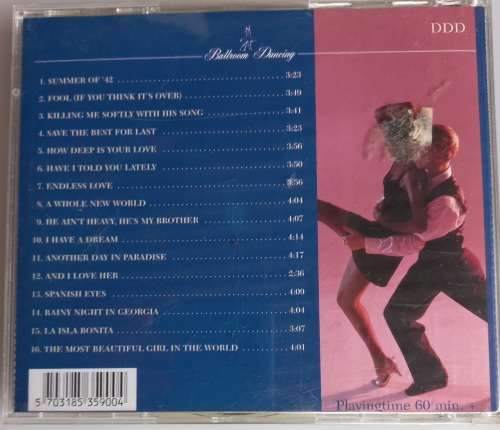 DDD
Ballroom Dancing
1. SUMMER OF '42 3:23
2. FOOL (IF YOU THINK IT'S OVER) 3:49
3. KILLING ME SOFTLY WITH HIS SONG 3:41
4. SAVE THE BEST FOR LAST 3:23
5. HOW DEEP IS YOUR LOVE 3:56
6. HAVE I TOLD YOU LATELY 3:50
7. ENDLESS LOVE 3:56
8. A WHOLE NEW WORLD 4:04
9. HE AIN'T HEAVY, HE'S MY BROTHER 4:07
10. I HAVE A DREAM 4:14
11. ANOTHER DAY IN PARADISE 4:17
12. AND I LOVE HER 2:36
13. SPANISH EYES 4:09
14. RAINY NIGHT IN GEORGIA 4:04
15. LA ISLA BONITA 3:07
16. THE MOST BEAUTIFUL GIRL IN THE WORLD 4:01
5 703185 359004
Playingtime 60 min.